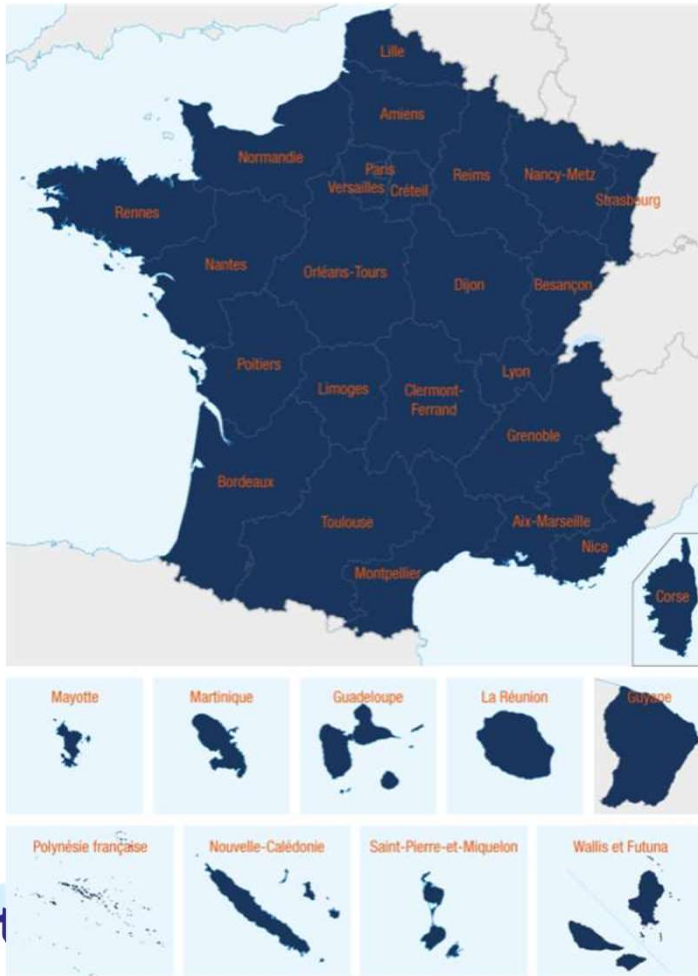 Lille
Amiens
Normandie
Paris
Versailles
Créteil
Reims
Nancy-Metz
Strasbourg
Rennes
Nantes
Orléans-Tours
Dijon
Besançon
Poitiers
Limoges
Clermont-
Ferrand
Lyon
Grenoble
Bordeaux
Toulouse
Aix-Marseille
Nice
Montpellier
Corse
Mayotte
Martinique
Guadeloupe
La Réunion
Guyane
Polynésie française
Nouvelle-Calédonie
Saint-Pierre-et-Miquelon
Wallis et Futuna
t